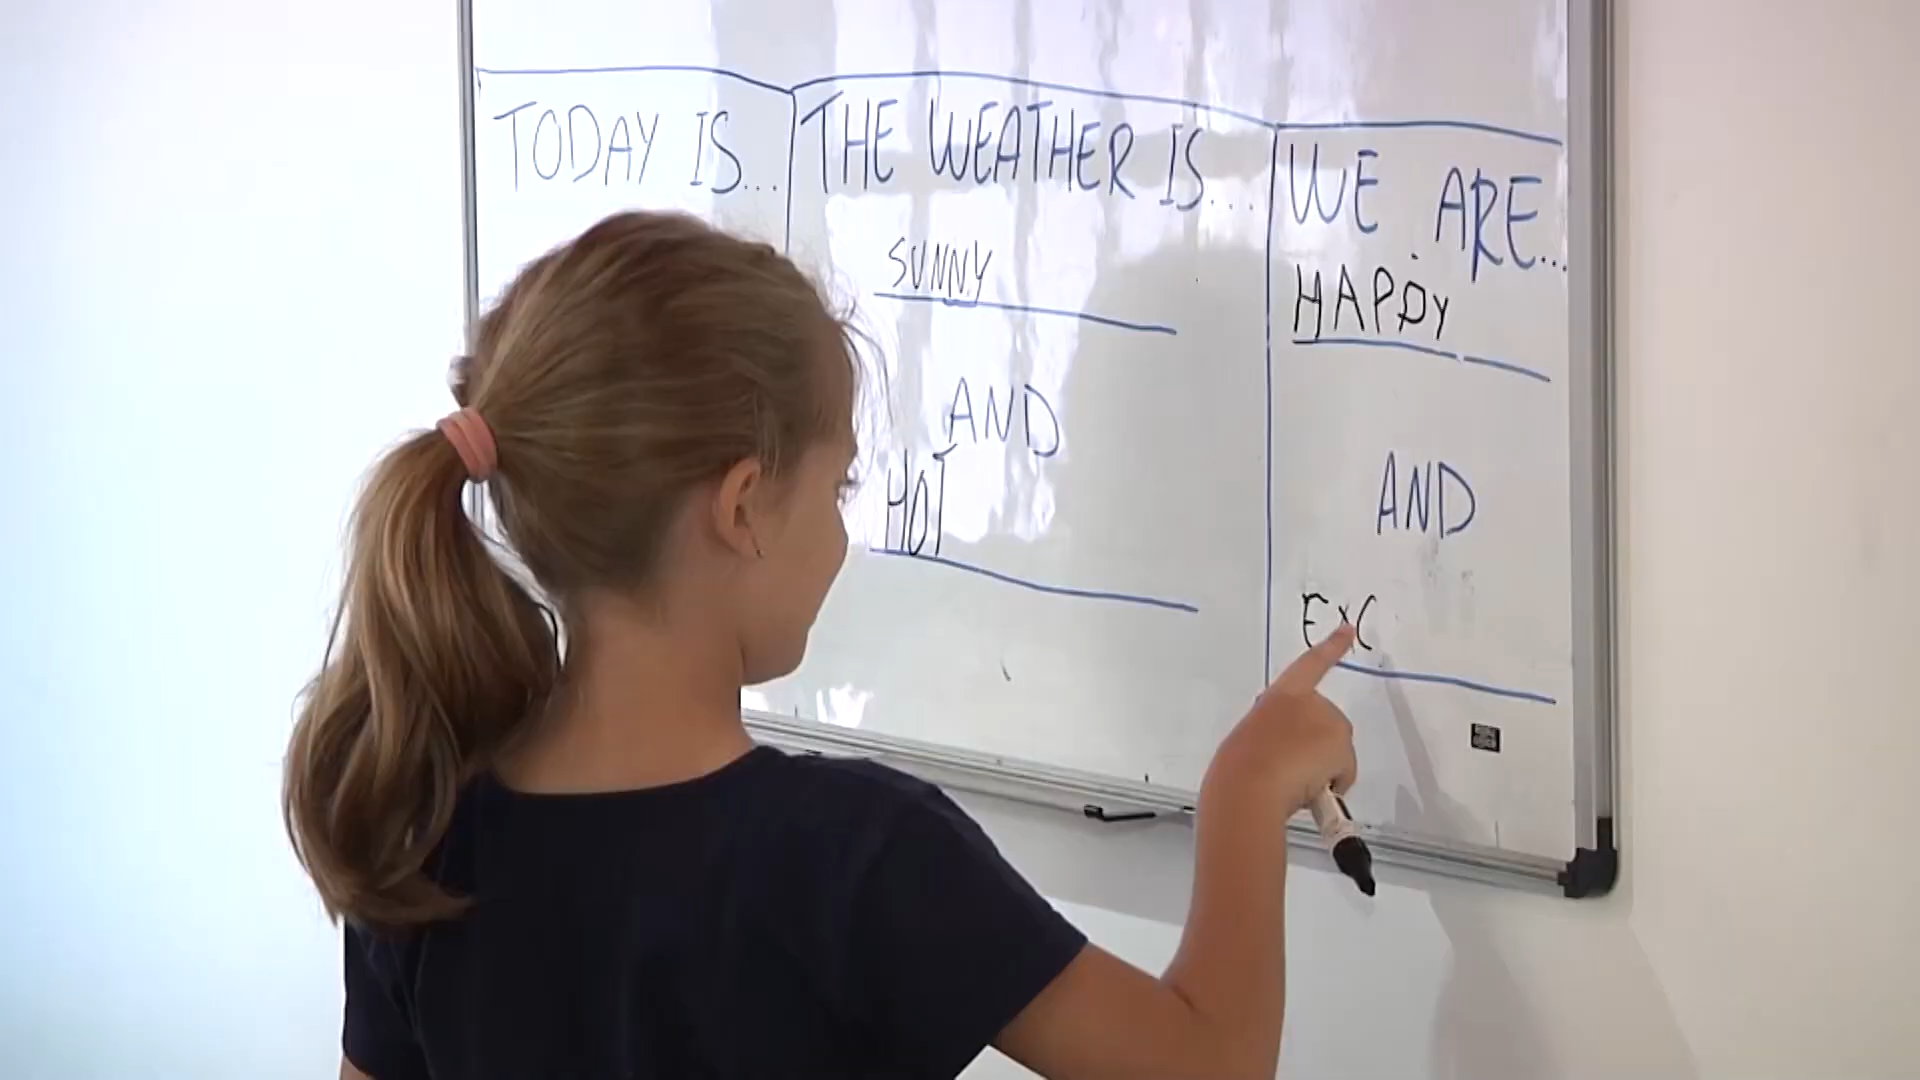 TODAY IS...
THE WEATHER IS...
SUNNY
AND
HOT
WE ARE...
HAPPY
AND
EXC